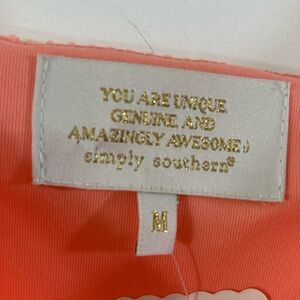 YOU ARE UNIQUE,
GENUINE, AND
AMAZINGLY AWESOME :)
simply southern®
M